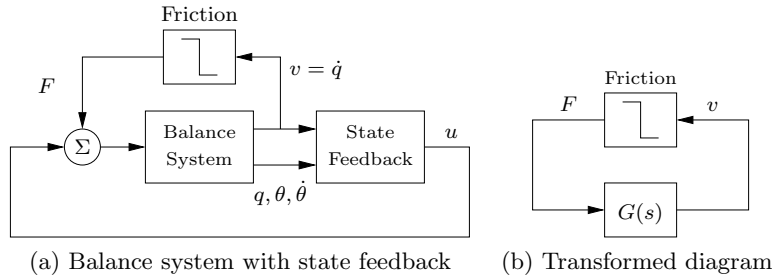 Friction
F
v = q̇
Σ
Balance
System
State
Feedback
u
q, θ, θ̇
(a) Balance system with state feedback
Friction
F
v
G(s)
(b) Transformed diagram